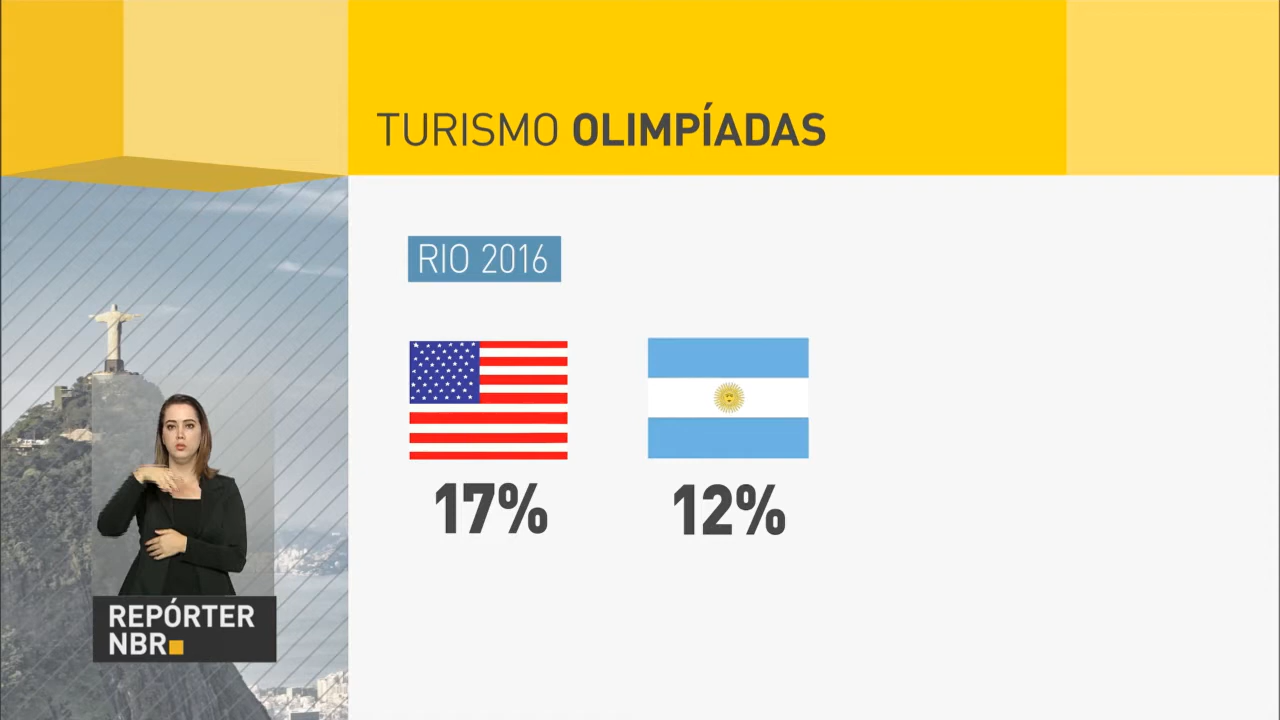 TURISMO OLIMPÍADAS
RIO 2016
17%
12%
REPÓRTER
NBR